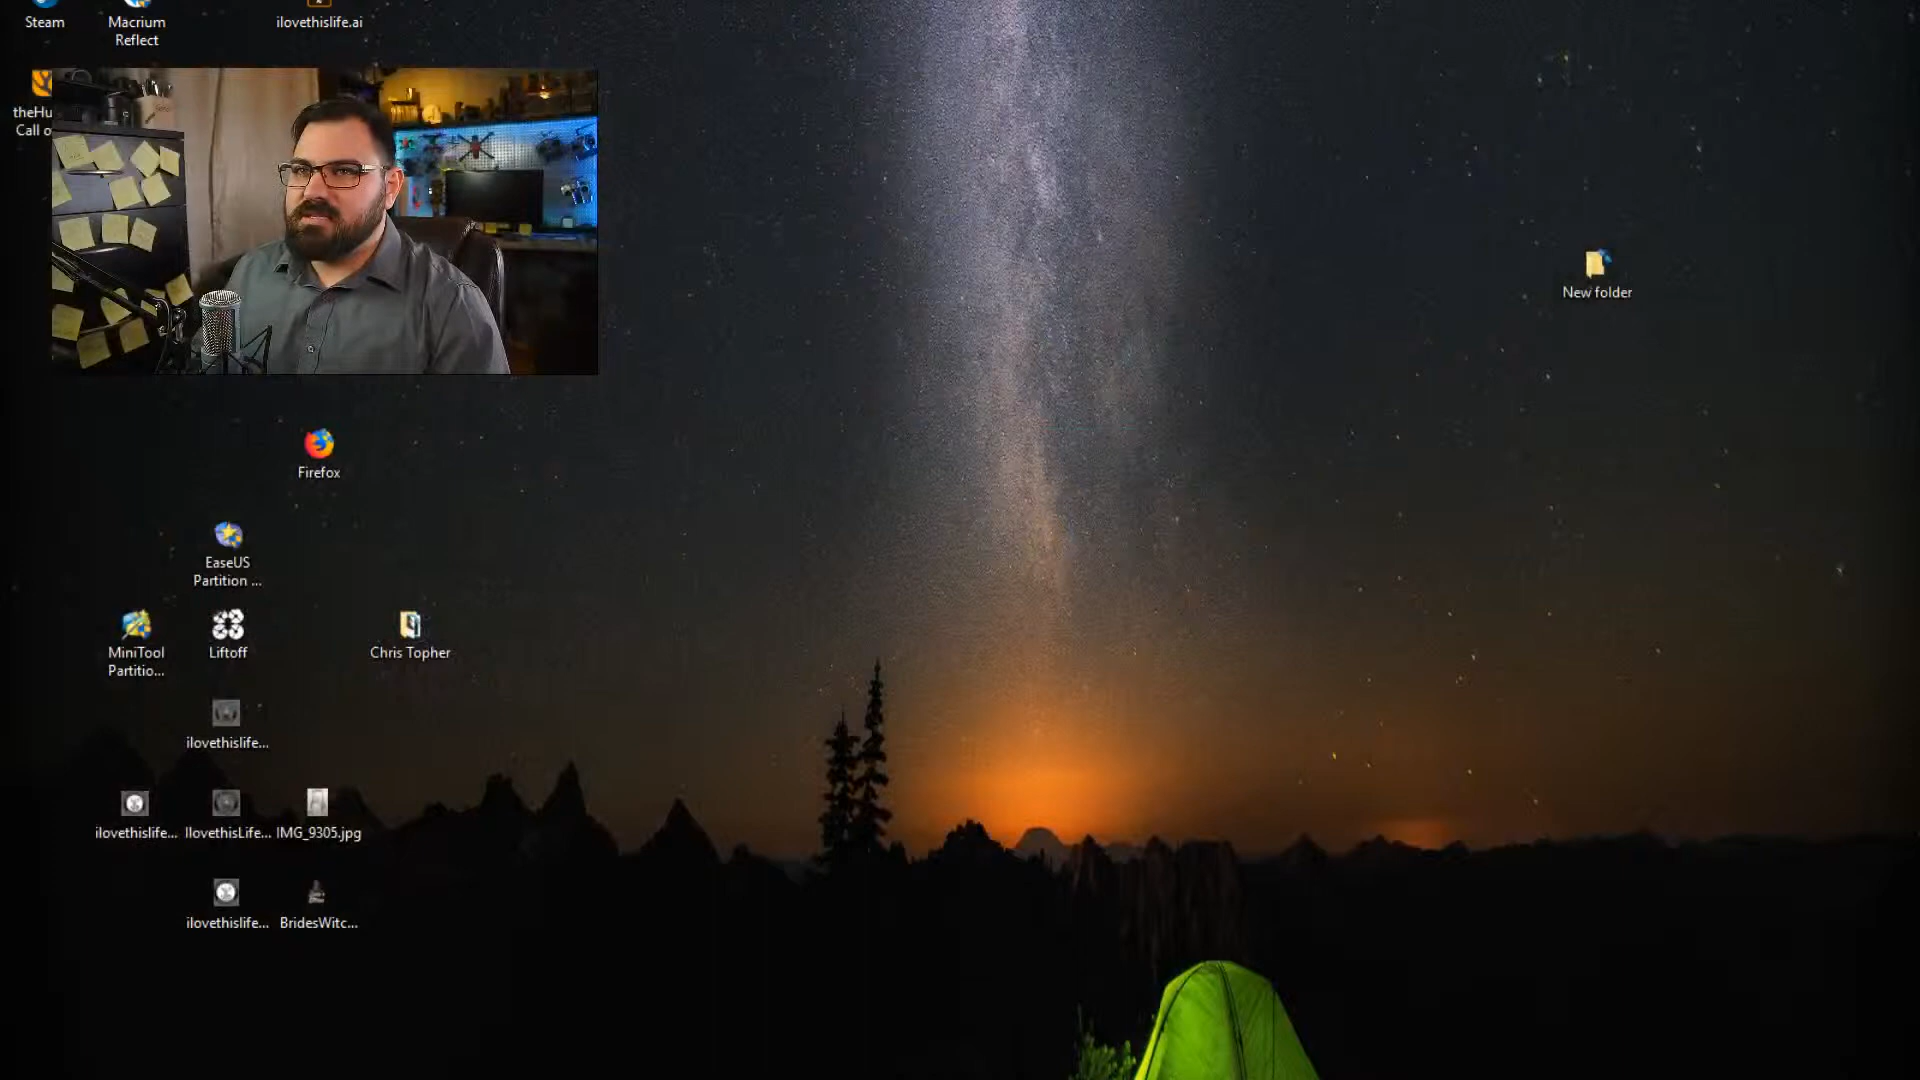 Steam
Macrium
Reflect
ilovethislife.ai
theHu
Call o
New folder
Firefox
EaseUS
Partition ...
MiniTool
Partitio...
Liftoff
Chris Topher
ilovethislife...
ilovethislife...
IlovethisLife...
IMG_9305.jpg
ilovethislife...
BridesWitc...